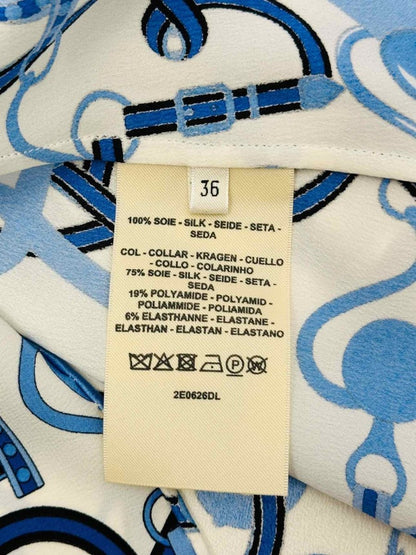 36
100% SOIE - SILK - SEIDE - SETA -
SEDA
COL - COLLAR - KRAGEN - CUELLO
- COLLO - COLARINHO
75% SOIE - SILK - SEIDE - SETA -
SEDA
19% POLYAMIDE - POLYAMID -
POLIAMMIDE - POLIAMIDA
6% ELASTHANNE - ELASTANE -
ELASTHAN - ELASTAN - ELASTANO
P W
2E0626DL